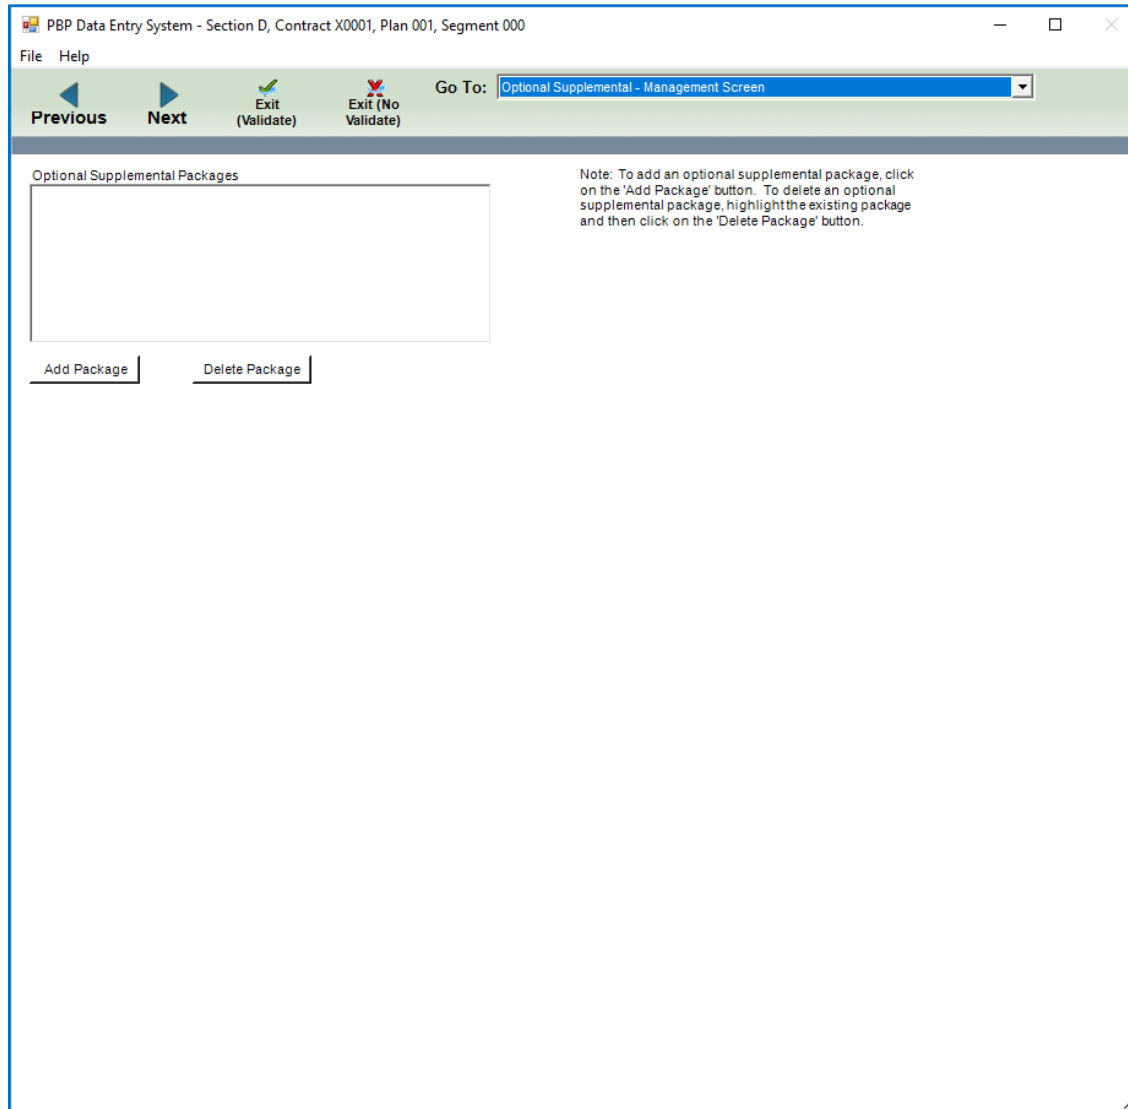 PBP Data Entry System - Section D, Contract X0001, Plan 001, Segment 000
File Help
Previous
Next
Exit
(Validate)
Exit (No
Validate)
Go To:
Optional Supplemental - Management Screen
Optional Supplemental Packages
Note: To add an optional supplemental package, click
on the 'Add Package' button. To delete an optional
supplemental package, highlight the existing package
and then click on the 'Delete Package' button.
Add Package
Delete Package